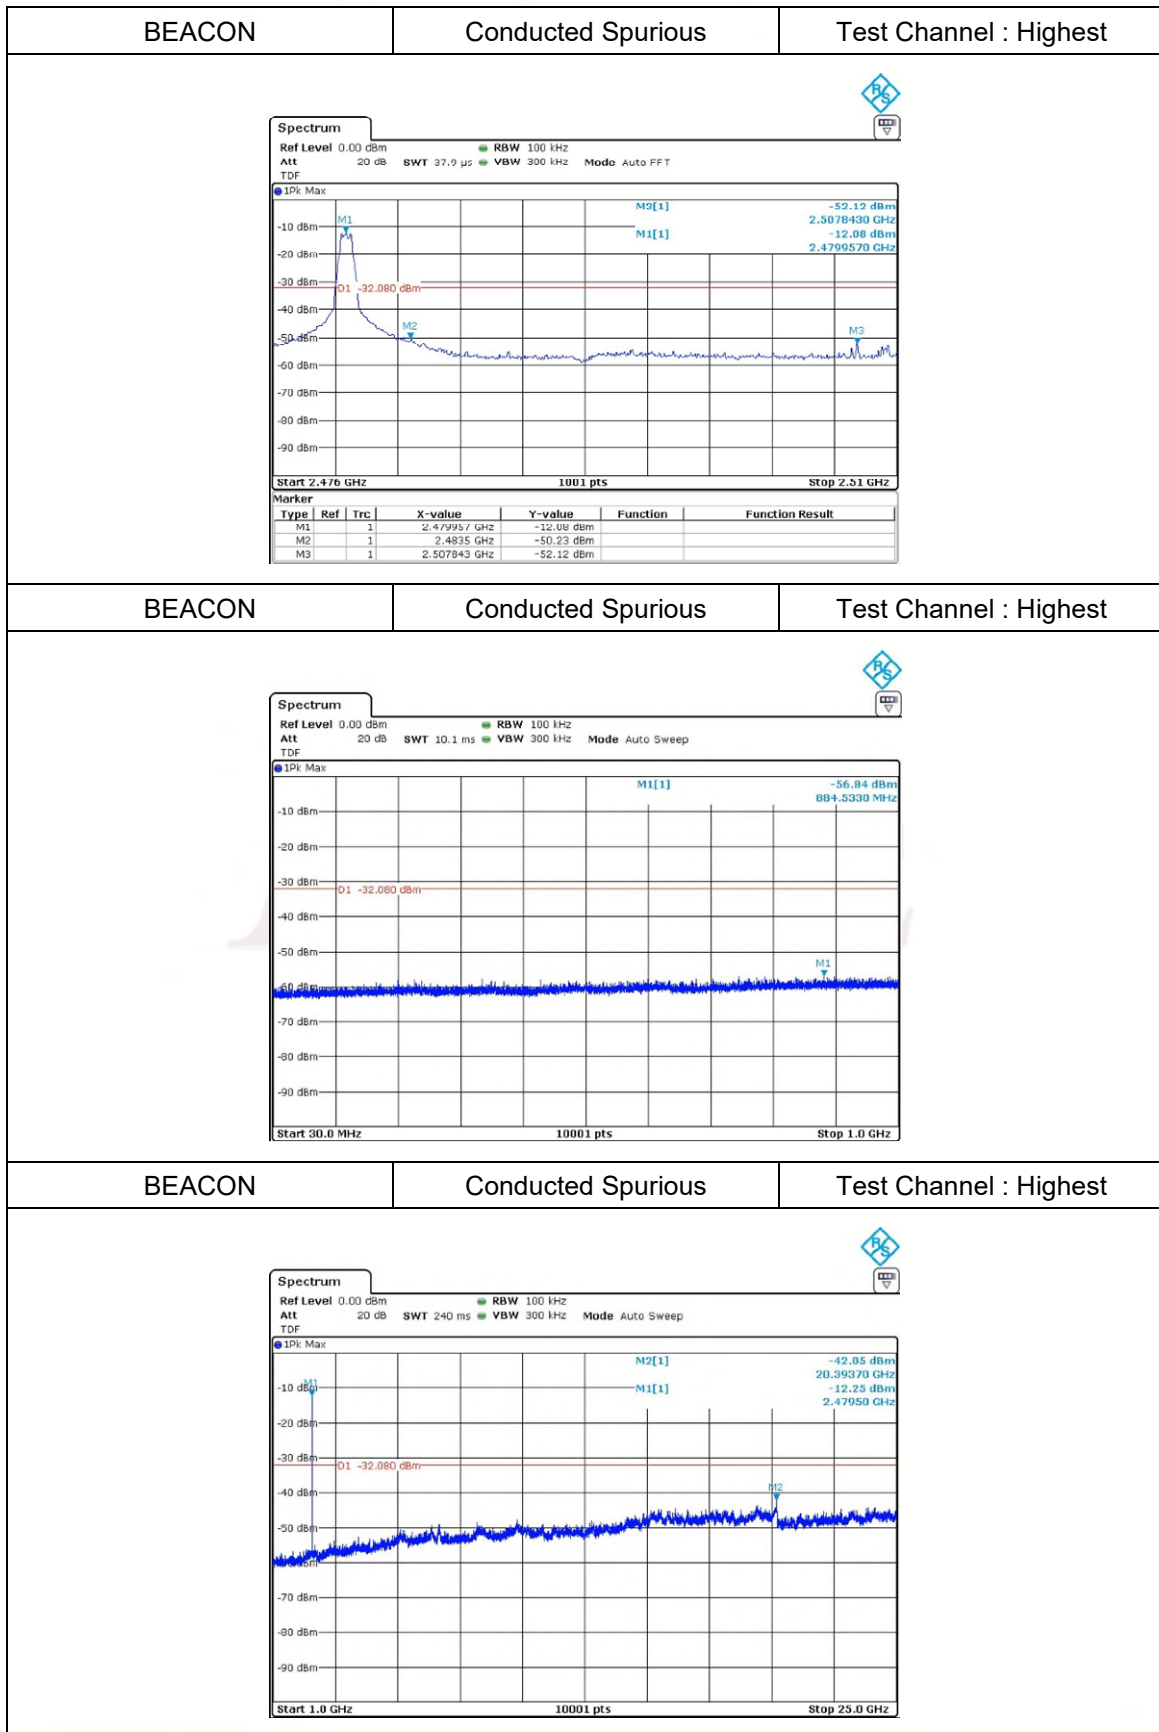 BEACON Conducted Spurious Test Channel : Highest
R&S
Spectrum
Ref Level 0.00 dBm RBW 100 kHz
Att 20 dB SWT 37.9 µs VBW 300 kHz Mode Auto FFT
TDF
1Pk Max
M3[1] -52.12 dBm
2.5078430 GHz
M1[1] -12.08 dBm
2.4799570 GHz
M1
-10 dBm
-20 dBm
-30 dBm
D1 -32.080 dBm
-40 dBm
M2
M3
-50 dBm
-60 dBm
-70 dBm
-80 dBm
-90 dBm
Start 2.476 GHz 1001 pts Stop 2.51 GHz
Marker
Type Ref Trc X-value Y-value Function Function Result
M1 1 2.479957 GHz -12.08 dBm
M2 1 2.4835 GHz -50.23 dBm
M3 1 2.507843 GHz -52.12 dBm
BEACON Conducted Spurious Test Channel : Highest
R&S
Spectrum
Ref Level 0.00 dBm RBW 100 kHz
Att 20 dB SWT 10.1 ms VBW 300 kHz Mode Auto Sweep
TDF
1Pk Max
M1[1] -56.84 dBm
884.5330 MHz
-10 dBm
-20 dBm
-30 dBm
D1 -32.080 dBm
-40 dBm
-50 dBm
M1
-60 dBm
-70 dBm
-80 dBm
-90 dBm
Start 30.0 MHz 10001 pts Stop 1.0 GHz
BEACON Conducted Spurious Test Channel : Highest
R&S
Spectrum
Ref Level 0.00 dBm RBW 100 kHz
Att 20 dB SWT 240 ms VBW 300 kHz Mode Auto Sweep
TDF
1Pk Max
M2[1] -42.05 dBm
20.39370 GHz
M1[1] -12.25 dBm
2.47950 GHz
M1
-10 dBm
-20 dBm
-30 dBm
D1 -32.080 dBm
M2
-40 dBm
-50 dBm
-60 dBm
-70 dBm
-80 dBm
-90 dBm
Start 1.0 GHz 10001 pts Stop 25.0 GHz